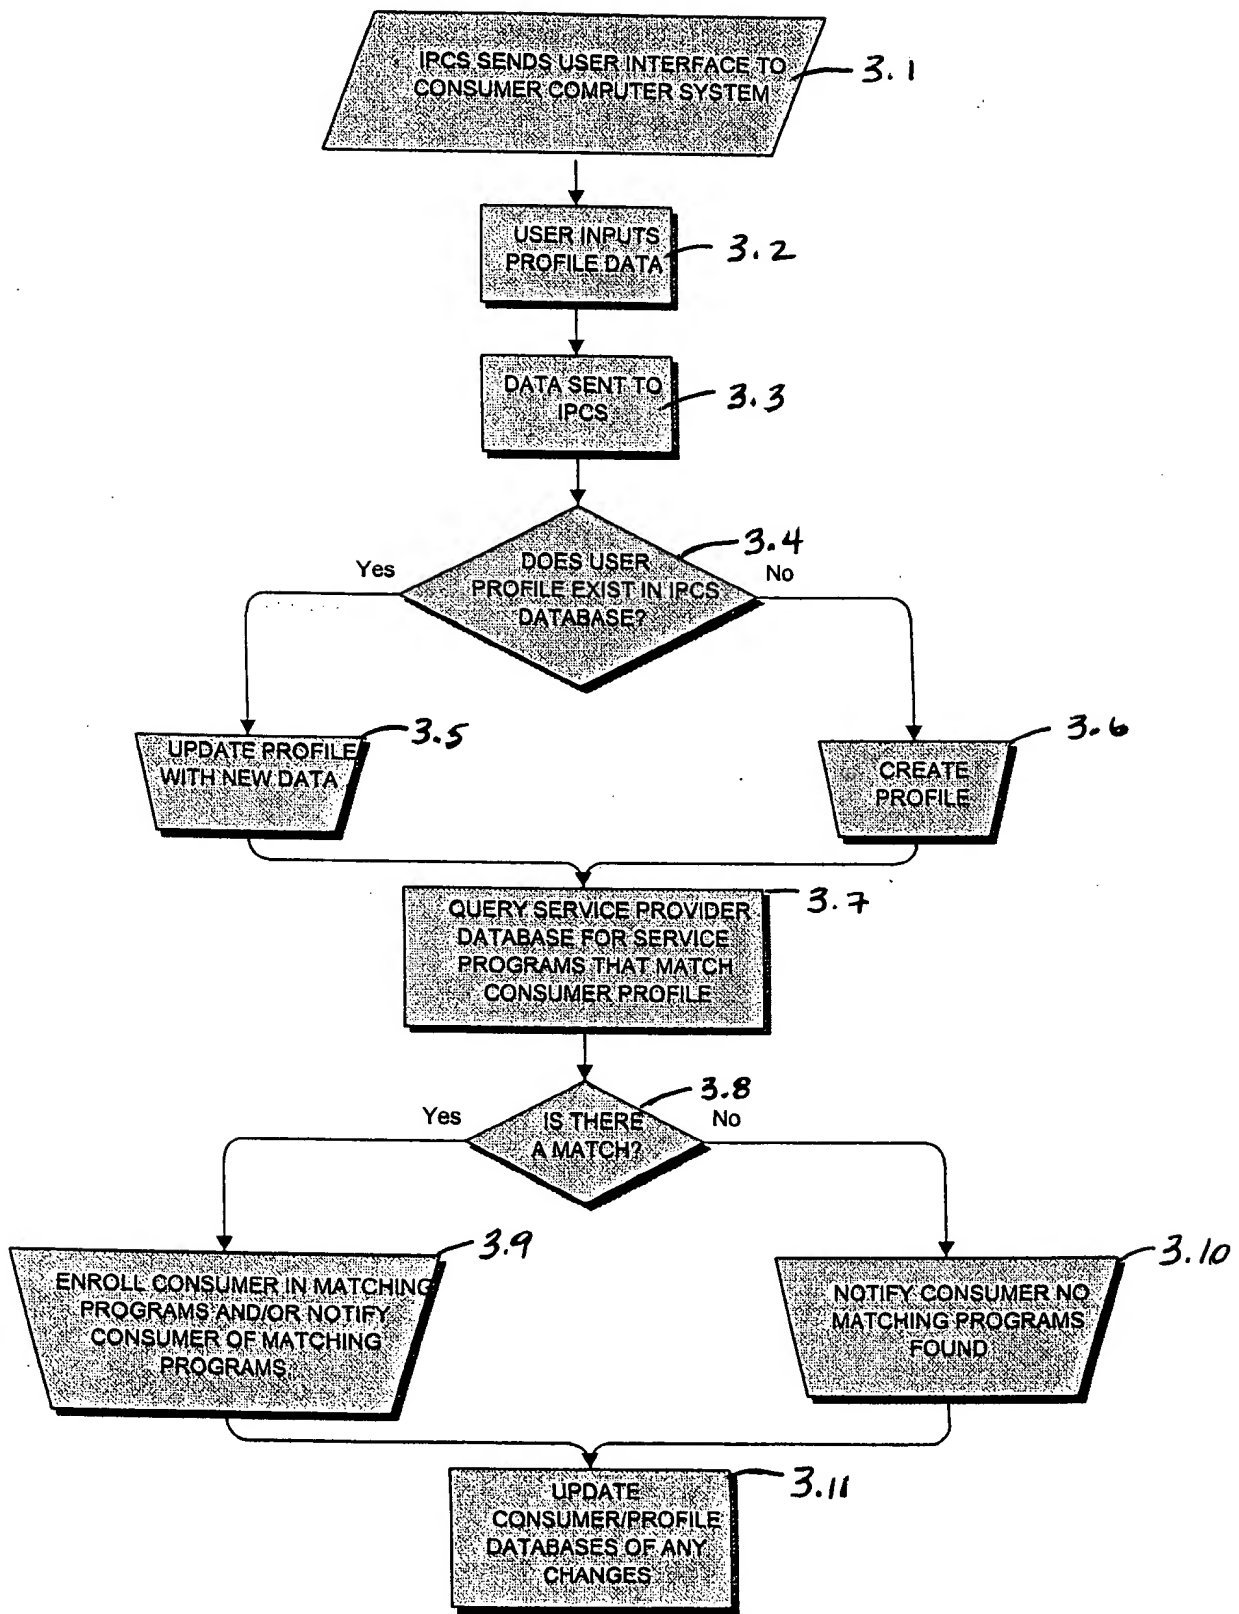 IPCS SENDS USER INTERFACE TO
CONSUMER COMPUTER SYSTEM
3.1
USER INPUTS
PROFILE DATA
3.2
DATA SENT TO
IPCS
3.3
DOES USER
PROFILE EXIST IN IPCS
DATABASE?
3.4
Yes
No
UPDATE PROFILE
WITH NEW DATA
3.5
CREATE
PROFILE
3.6
QUERY SERVICE PROVIDER
DATABASE FOR SERVICE
PROGRAMS THAT MATCH
CONSUMER PROFILE
3.7
IS THERE
A MATCH?
3.8
Yes
No
ENROLL CONSUMER IN MATCHING
PROGRAMS AND/OR NOTIFY
CONSUMER OF MATCHING
PROGRAMS
3.9
NOTIFY CONSUMER NO
MATCHING PROGRAMS
FOUND
3.10
UPDATE
CONSUMER/PROFILE
DATABASES OF ANY
CHANGES
3.11